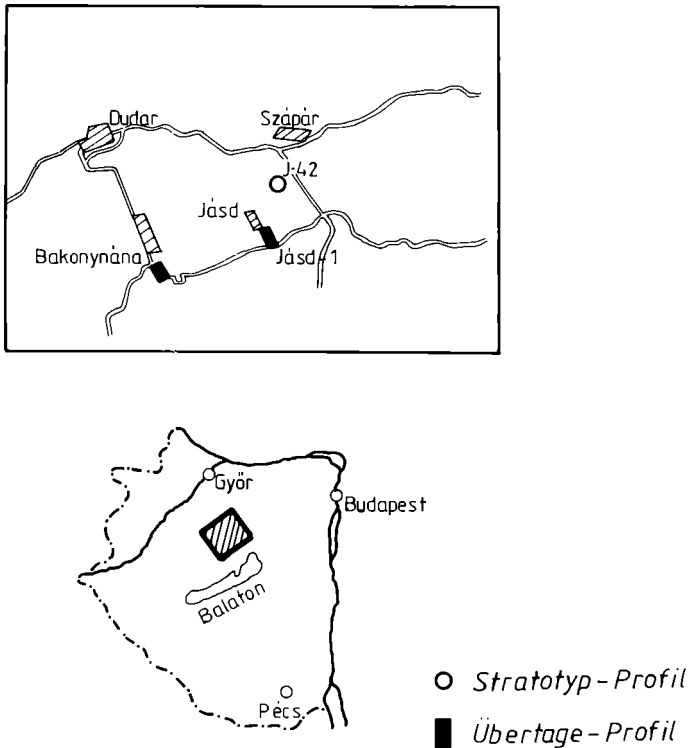 Dudar
Szápár
J-42
Jásd
Bakonynána
Jásd-1
Győr
Budapest
Balaton
Pécs
Stratotyp-Profil
Übertage-Profil